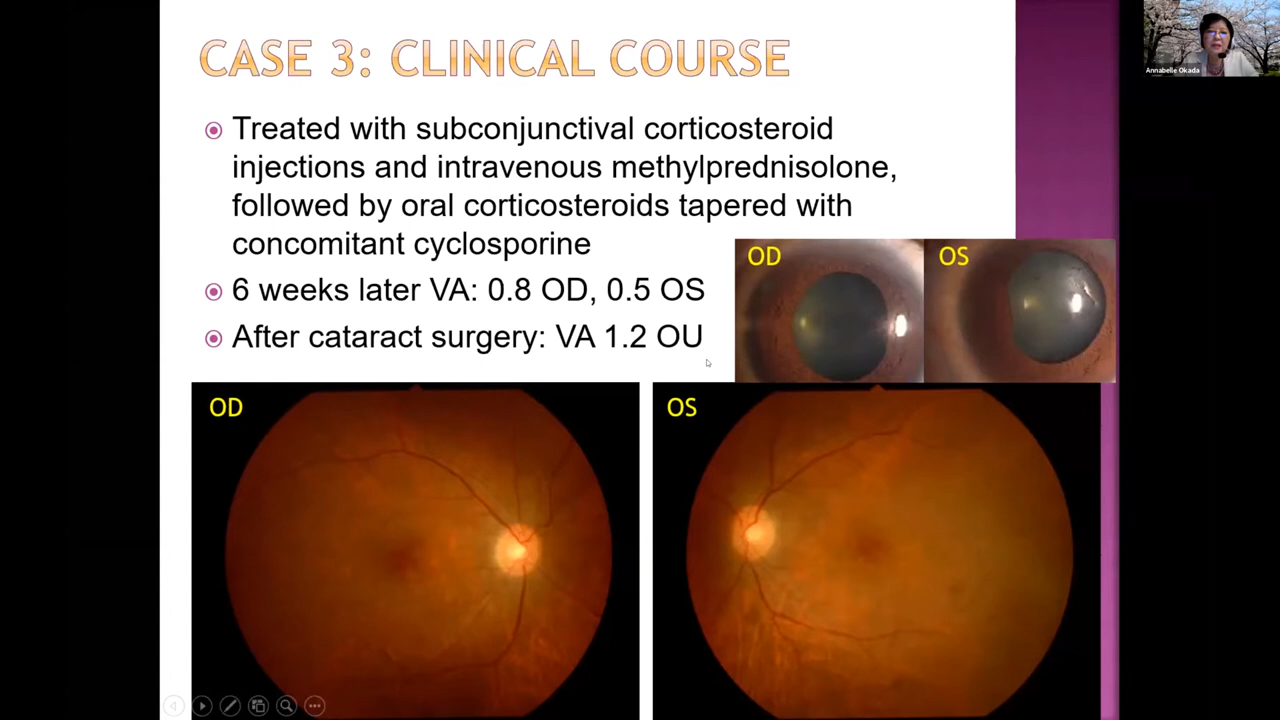 CASE 3: CLINICAL COURSE
Annabelle Okada
Treated with subconjunctival corticosteroid
injections and intravenous methylprednisolone,
followed by oral corticosteroids tapered with
concomitant cyclosporine
6 weeks later VA: 0.8 OD, 0.5 OS
After cataract surgery: VA 1.2 OU
OD
OS
OD
OS